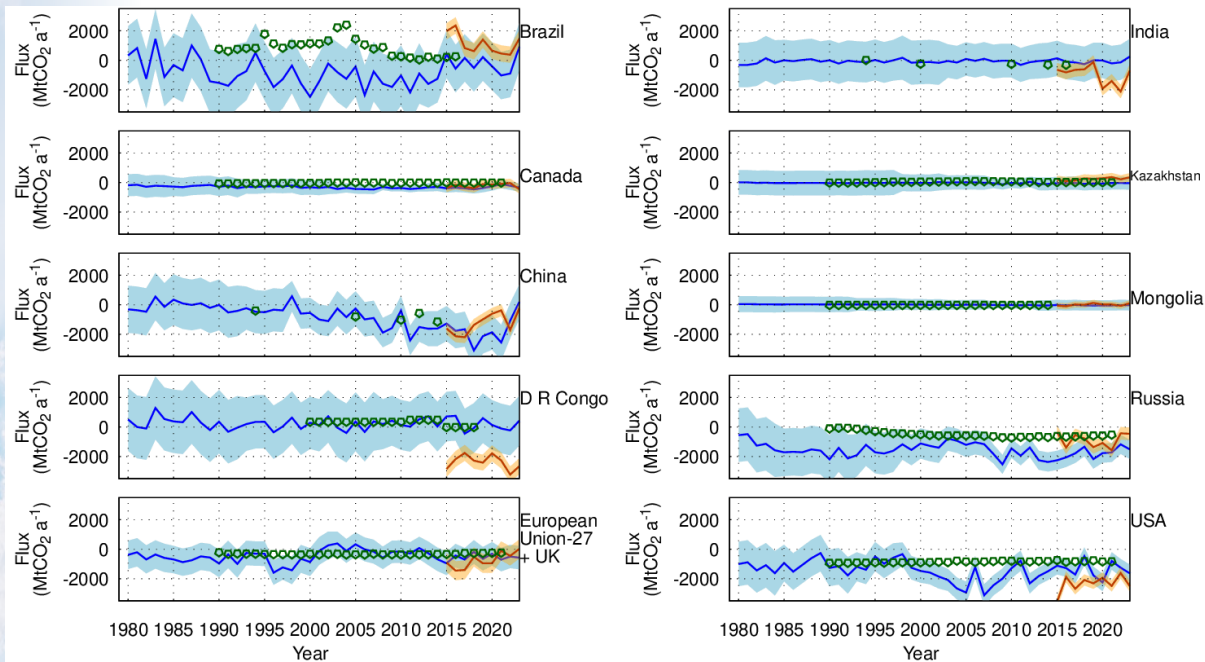 Flux
(MtCO2 a-1)
2000
0
-2000
Brazil
Flux
(MtCO2 a-1)
2000
0
-2000
India
Flux
(MtCO2 a-1)
2000
0
-2000
Canada
Flux
(MtCO2 a-1)
2000
0
-2000
Kazakhstan
Flux
(MtCO2 a-1)
2000
0
-2000
China
Flux
(MtCO2 a-1)
2000
0
-2000
Mongolia
Flux
(MtCO2 a-1)
2000
0
-2000
D R Congo
Flux
(MtCO2 a-1)
2000
0
-2000
Russia
Flux
(MtCO2 a-1)
2000
0
-2000
European
Union-27
+ UK
Flux
(MtCO2 a-1)
2000
0
-2000
USA
1980 1985 1990 1995 2000 2005 2010 2015 2020
Year
1980 1985 1990 1995 2000 2005 2010 2015 2020
Year